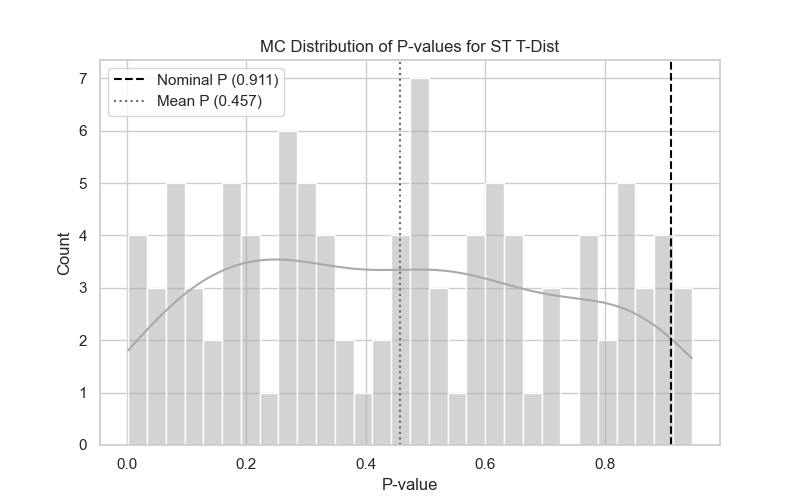 MC Distribution of P-values for ST T-Dist
Nominal P (0.911)
Mean P (0.457)
7
6
5
4
3
2
1
0
Count
0.0 0.2 0.4 0.6 0.8
P-value